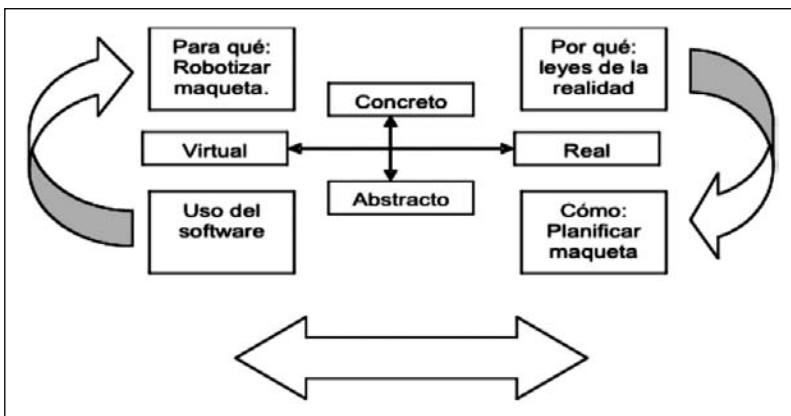 Para qué:
Robotizar
maqueta.
Por qué:
leyes de la
realidad
Concreto
Virtual
Real
Abstracto
Uso del
software
Cómo:
Planificar
maqueta